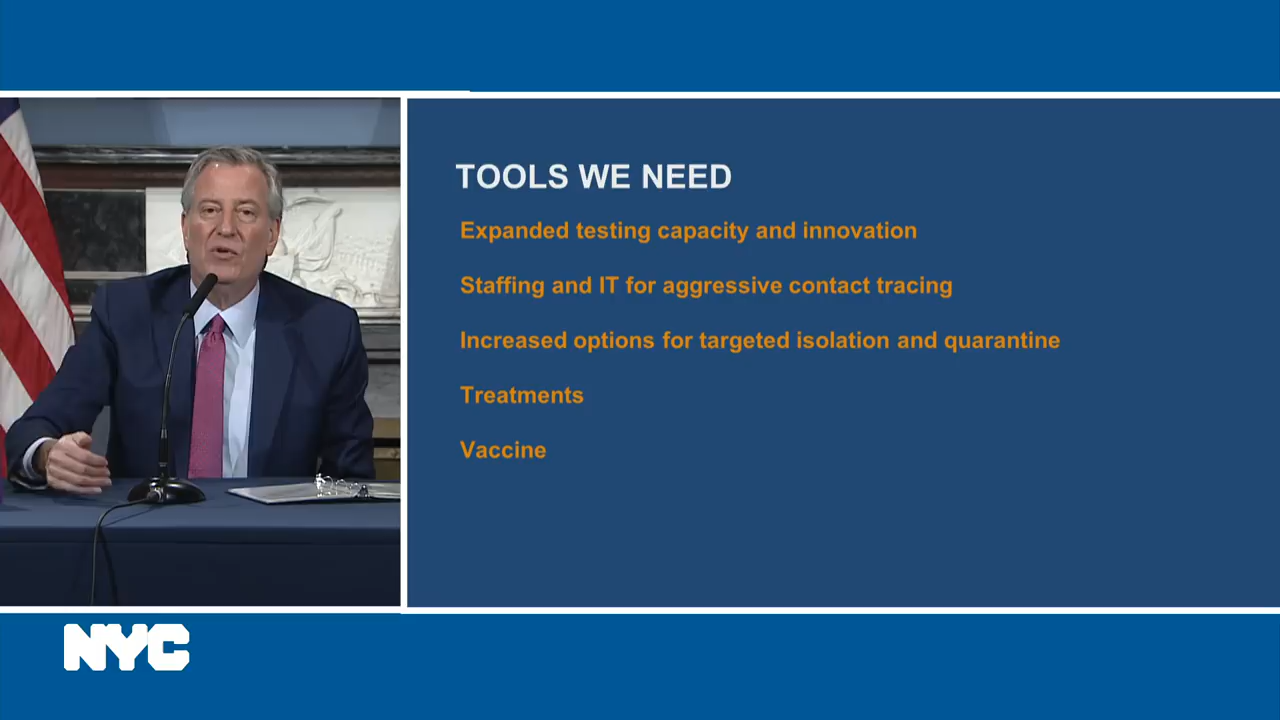 TOOLS WE NEED
Expanded testing capacity and innovation
Staffing and IT for aggressive contact tracing
Increased options for targeted isolation and quarantine
Treatments
Vaccine
NYC